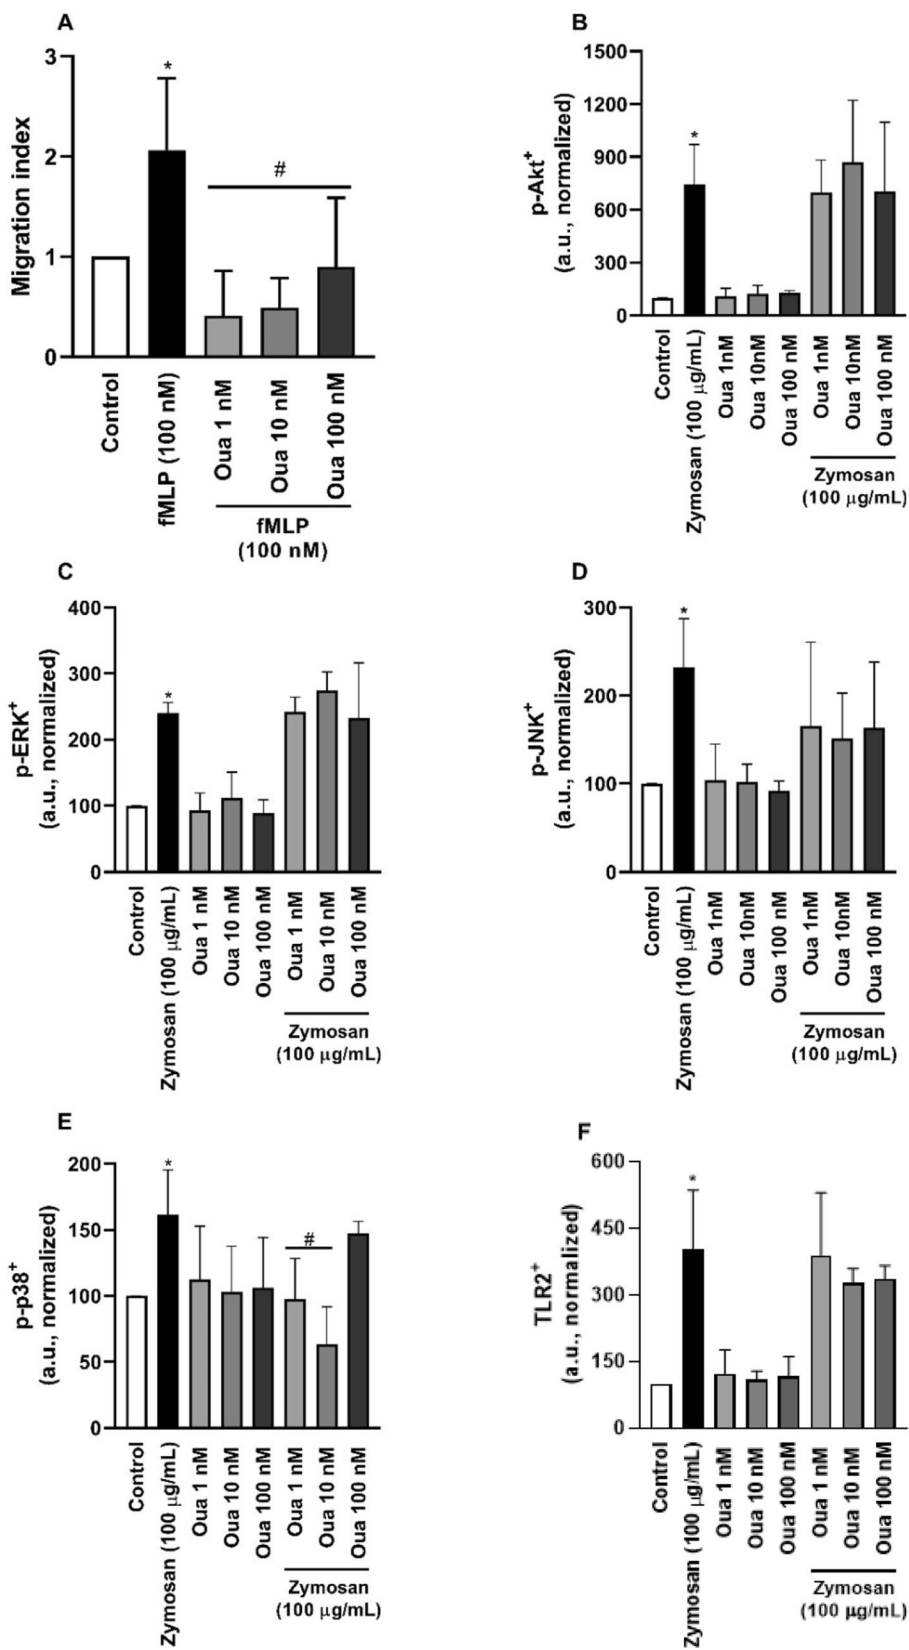 A
Migration index
3
2
1
0
*
#
Control
fMLP (100 nM)
Oua 1 nM
Oua 10 nM
Oua 100 nM
fMLP
(100 nM)
B
p-Akt+
(a.u., normalized)
1500
1200
900
600
300
0
*
Control
Zymosan (100 μg/mL)
Oua 1nM
Oua 10nM
Oua 100 nM
Oua 1nM
Oua 10nM
Oua 100 nM
Zymosan
(100 μg/mL)
C
p-ERK+
(a.u., normalized)
400
300
200
100
0
*
Control
Zymosan (100 μg/mL)
Oua 1 nM
Oua 10 nM
Oua 100 nM
Oua 1 nM
Oua 10 nM
Oua 100 nM
Zymosan
(100 μg/mL)
D
p-JNK+
(a.u., normalized)
300
200
100
0
*
Control
Zymosan (100 μg/mL)
Oua 1nM
Oua 10nM
Oua 100 nM
Oua 1nM
Oua 10nM
Oua 100 nM
Zymosan
(100 μg/mL)
E
p-p38+
(a.u., normalized)
200
150
100
50
0
*
#
Control
Zymosan (100 μg/mL)
Oua 1 nM
Oua 10 nM
Oua 100 nM
Oua 1 nM
Oua 10 nM
Oua 100 nM
Zymosan
(100 μg/mL)
F
TLR2+
(a.u., normalized)
600
450
300
150
0
*
Control
Zymosan (100 μg/mL)
Oua 1 nM
Oua 10 nM
Oua 100 nM
Oua 1 nM
Oua 10 nM
Oua 100 nM
Zymosan
(100 μg/mL)